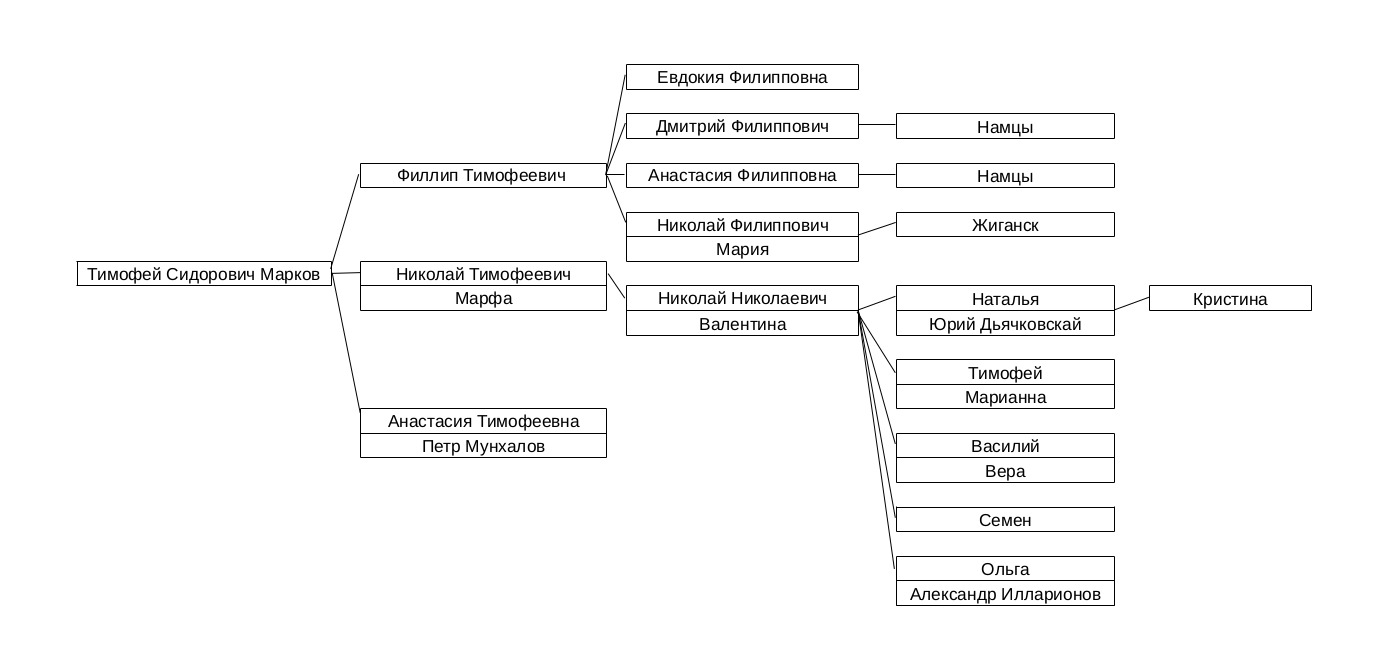 Евдокия Филипповна
Дмитрий Филиппович
Намцы
Филлип Тимофеевич
Анастасия Филипповна
Намцы
Николай Филиппович
Жиганск
Мария
Тимофей Сидорович Марков
Николай Тимофеевич
Марфа
Николай Николаевич
Наталья
Кристина
Валентина
Юрий Дьячковскай
Тимофей
Марианна
Анастасия Тимофеевна
Петр Мунхалов
Василий
Вера
Семен
Ольга
Александр Илларионов